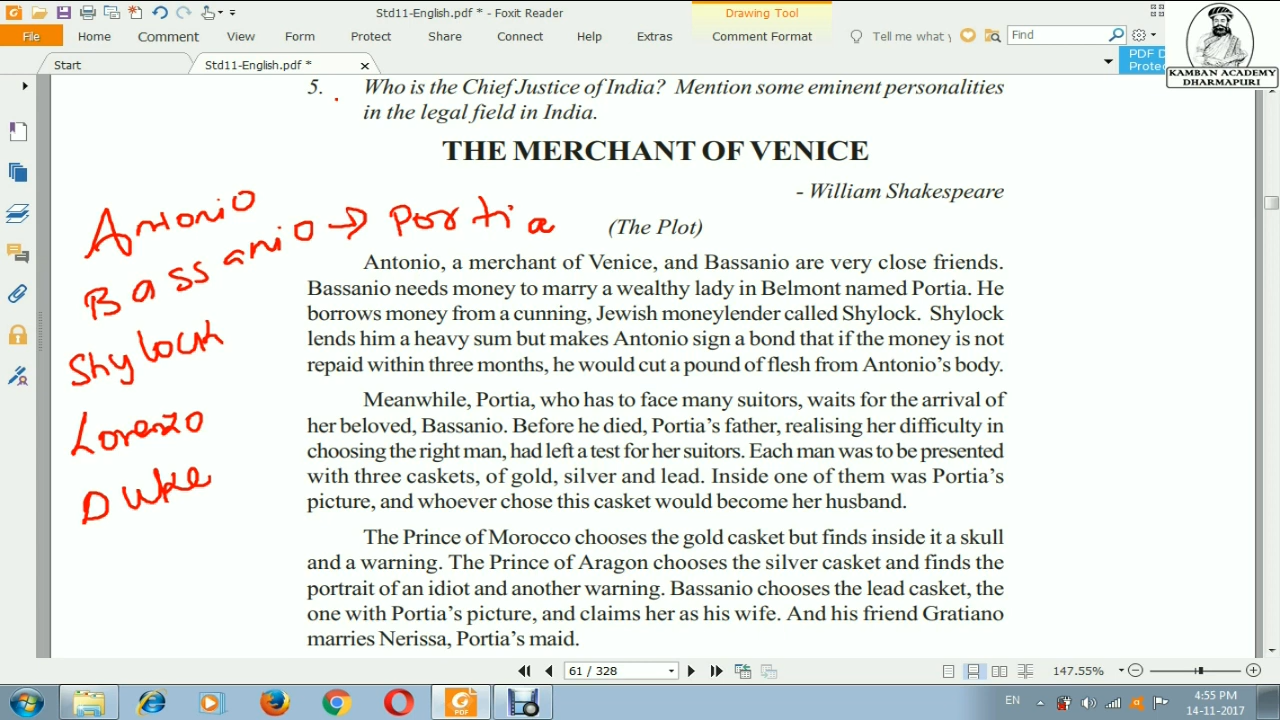 Std11-English.pdf * - Foxit Reader
Drawing Tool
File Home Comment View Form Protect Share Connect Help Extras Comment Format Tell me what y Find
Start Std11-English.pdf *
PDF D
Protec
KAMBAN ACADEMY
DHARMAPURI
5. Who is the Chief Justice of India? Mention some eminent personalities
in the legal field in India.
THE MERCHANT OF VENICE
- William Shakespeare
(The Plot)
Antonio
Bassanio → Portia
Shylock
Lorenzo
Duke
Antonio, a merchant of Venice, and Bassanio are very close friends.
Bassanio needs money to marry a wealthy lady in Belmont named Portia. He
borrows money from a cunning, Jewish moneylender called Shylock. Shylock
lends him a heavy sum but makes Antonio sign a bond that if the money is not
repaid within three months, he would cut a pound of flesh from Antonio's body.
Meanwhile, Portia, who has to face many suitors, waits for the arrival of
her beloved, Bassanio. Before he died, Portia's father, realising her difficulty in
choosing the right man, had left a test for her suitors. Each man was to be presented
with three caskets, of gold, silver and lead. Inside one of them was Portia's
picture, and whoever chose this casket would become her husband.
The Prince of Morocco chooses the gold casket but finds inside it a skull
and a warning. The Prince of Aragon chooses the silver casket and finds the
portrait of an idiot and another warning. Bassanio chooses the lead casket, the
one with Portia's picture, and claims her as his wife. And his friend Gratiano
marries Nerissa, Portia's maid.
61 / 328
147.55%
PDF
EN
4:55 PM
14-11-2017